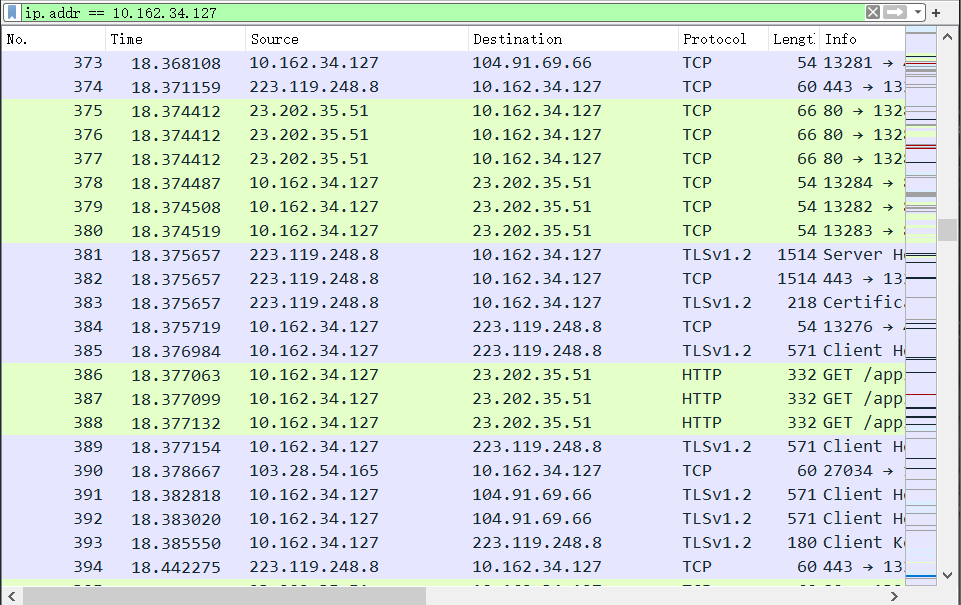 ip.addr == 10.162.34.127
No. Time Source Destination Protocol Lengt Info
373 18.368108 10.162.34.127 104.91.69.66 TCP 54 13281 →
374 18.371159 223.119.248.8 10.162.34.127 TCP 60 443 → 13
375 18.374412 23.202.35.51 10.162.34.127 TCP 66 80 → 132
376 18.374412 23.202.35.51 10.162.34.127 TCP 66 80 → 132
377 18.374412 23.202.35.51 10.162.34.127 TCP 66 80 → 132
378 18.374487 10.162.34.127 23.202.35.51 TCP 54 13284 →
379 18.374508 10.162.34.127 23.202.35.51 TCP 54 13282 →
380 18.374519 10.162.34.127 23.202.35.51 TCP 54 13283 →
381 18.375657 223.119.248.8 10.162.34.127 TLSv1.2 1514 Server H
382 18.375657 223.119.248.8 10.162.34.127 TCP 1514 443 → 13
383 18.375657 223.119.248.8 10.162.34.127 TLSv1.2 218 Certific
384 18.375719 10.162.34.127 223.119.248.8 TCP 54 13276 →
385 18.376984 10.162.34.127 223.119.248.8 TLSv1.2 571 Client H
386 18.377063 10.162.34.127 23.202.35.51 HTTP 332 GET /app
387 18.377099 10.162.34.127 23.202.35.51 HTTP 332 GET /app
388 18.377132 10.162.34.127 23.202.35.51 HTTP 332 GET /app
389 18.377154 10.162.34.127 223.119.248.8 TLSv1.2 571 Client H
390 18.378667 103.28.54.165 10.162.34.127 TCP 60 27034 →
391 18.382818 10.162.34.127 104.91.69.66 TLSv1.2 571 Client H
392 18.383020 10.162.34.127 104.91.69.66 TLSv1.2 571 Client H
393 18.385550 10.162.34.127 223.119.248.8 TLSv1.2 180 Client K
394 18.442275 223.119.248.8 10.162.34.127 TCP 60 443 → 13